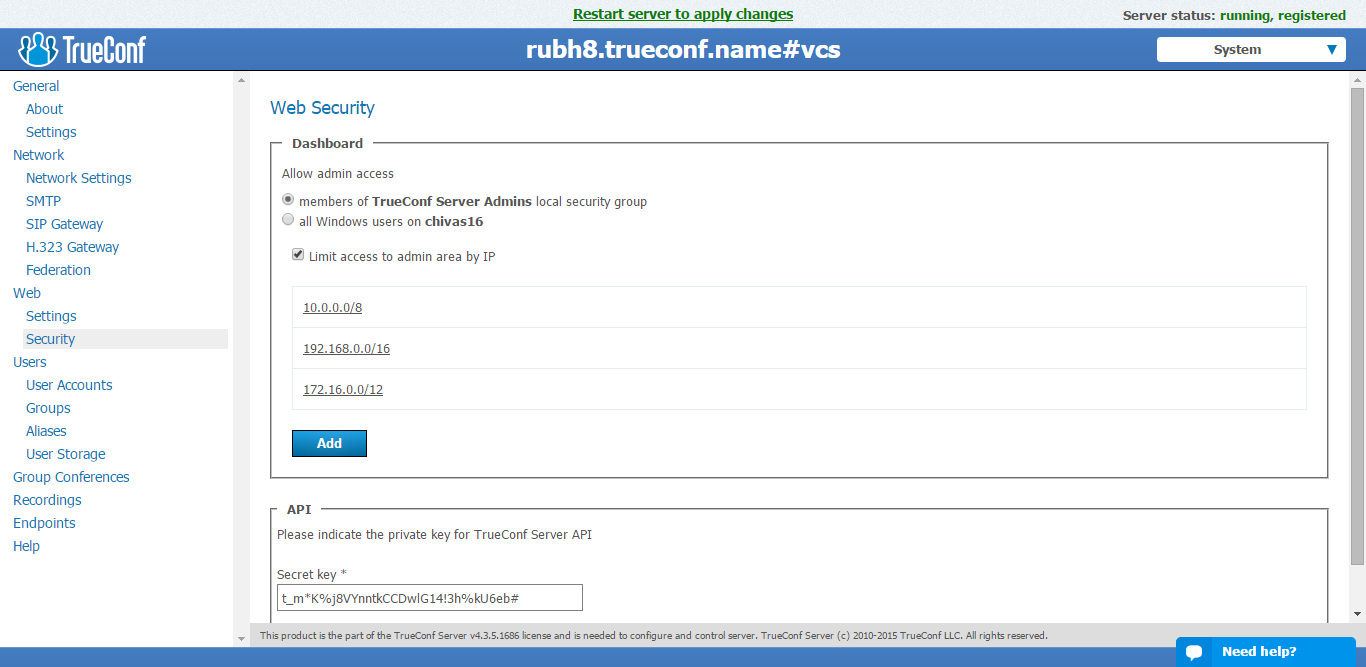 Restart server to apply changes
Server status: running, registered
TrueConf
rubh8.trueconf.name#vcs
System
General
About
Settings
Network
Network Settings
SMTP
SIP Gateway
H.323 Gateway
Federation
Web
Settings
Security
Users
User Accounts
Groups
Aliases
User Storage
Group Conferences
Recordings
Endpoints
Help
Web Security
Dashboard
Allow admin access
members of TrueConf Server Admins local security group
all Windows users on chivas16
Limit access to admin area by IP
10.0.0.0/8
192.168.0.0/16
172.16.0.0/12
Add
API
Please indicate the private key for TrueConf Server API
Secret key *
t_m*K%j8VYnntkCCDwlG14!3h%kU6eb#
This product is the part of the TrueConf Server v4.3.5.1686 license and is needed to configure and control server. TrueConf Server (c) 2010-2015 TrueConf LLC. All rights reserved.
Need help?